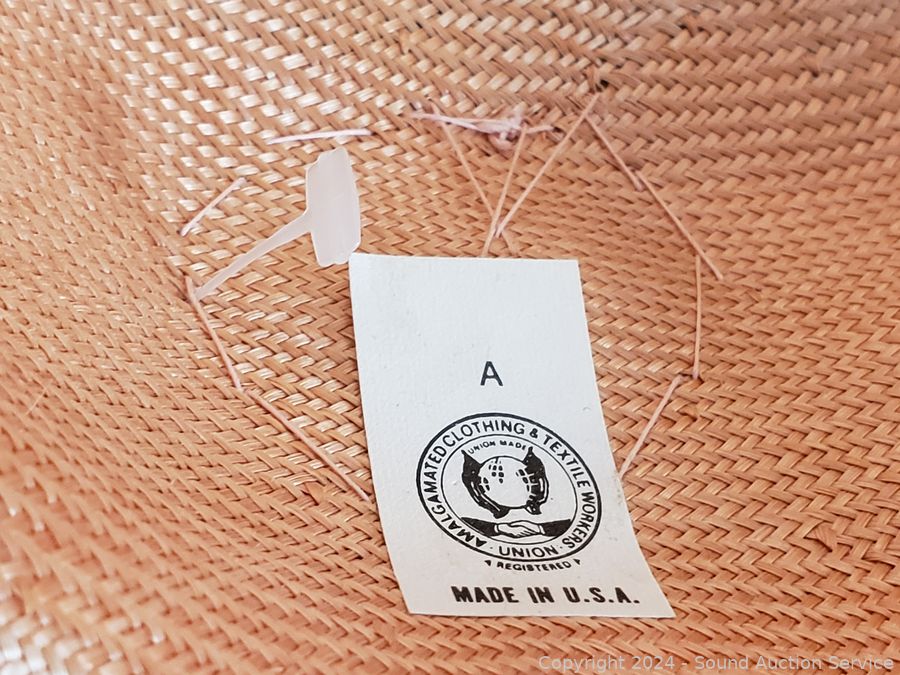 A
AMALGAMATED CLOTHING & TEXTILE WORKERS
UNION MADE
· UNION ·
REGISTERED
MADE IN U.S.A.
Copyright 2024 - Sound Auction Service